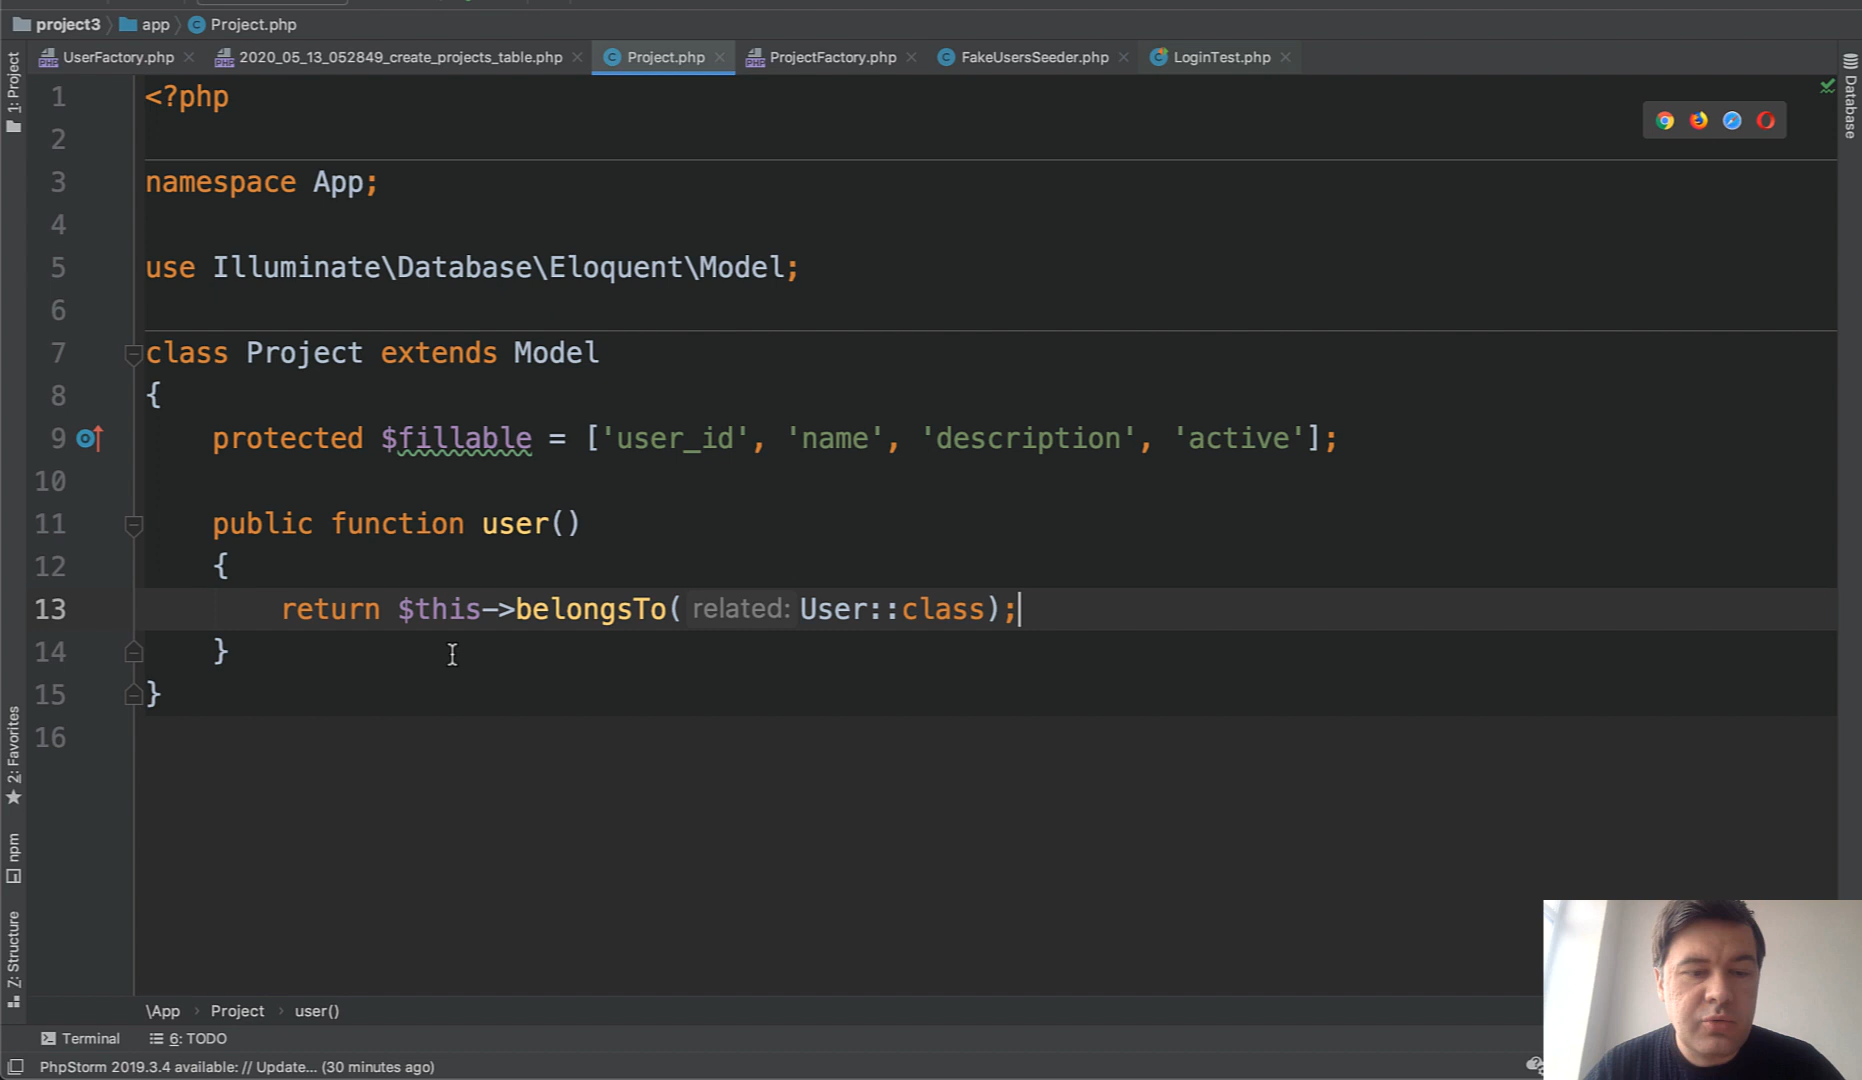 project3 app Project.php
UserFactory.php 2020_05_13_052849_create_projects_table.php Project.php ProjectFactory.php FakeUsersSeeder.php LoginTest.php
1: Project
Database
1 <?php
2
3 namespace App;
4
5 use Illuminate\Database\Eloquent\Model;
6
7 class Project extends Model
8 {
9 protected $fillable = ['user_id', 'name', 'description', 'active'];
10
11 public function user()
12 {
13 return $this->belongsTo( related: User::class);
14 }
15 }
16
2: Favorites
npm
Z: Structure
\App › Project › user()
Terminal 6: TODO
PhpStorm 2019.3.4 available: // Update... (30 minutes ago)